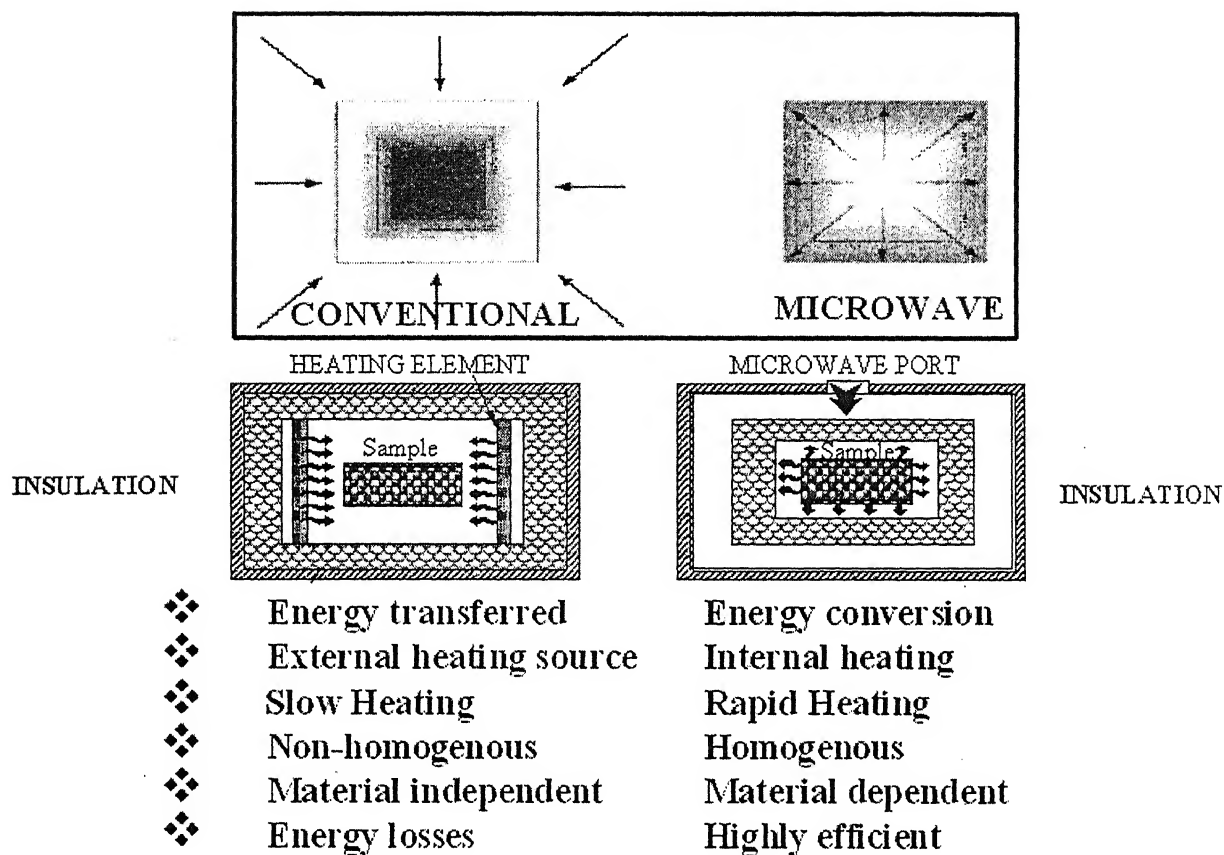 CONVENTIONAL MICROWAVE
HEATING ELEMENT MICROWAVE PORT
Sample Sample
INSULATION INSULATION
Energy transferred Energy conversion
External heating source Internal heating
Slow Heating Rapid Heating
Non-homogenous Homogenous
Material independent Material dependent
Energy losses Highly efficient